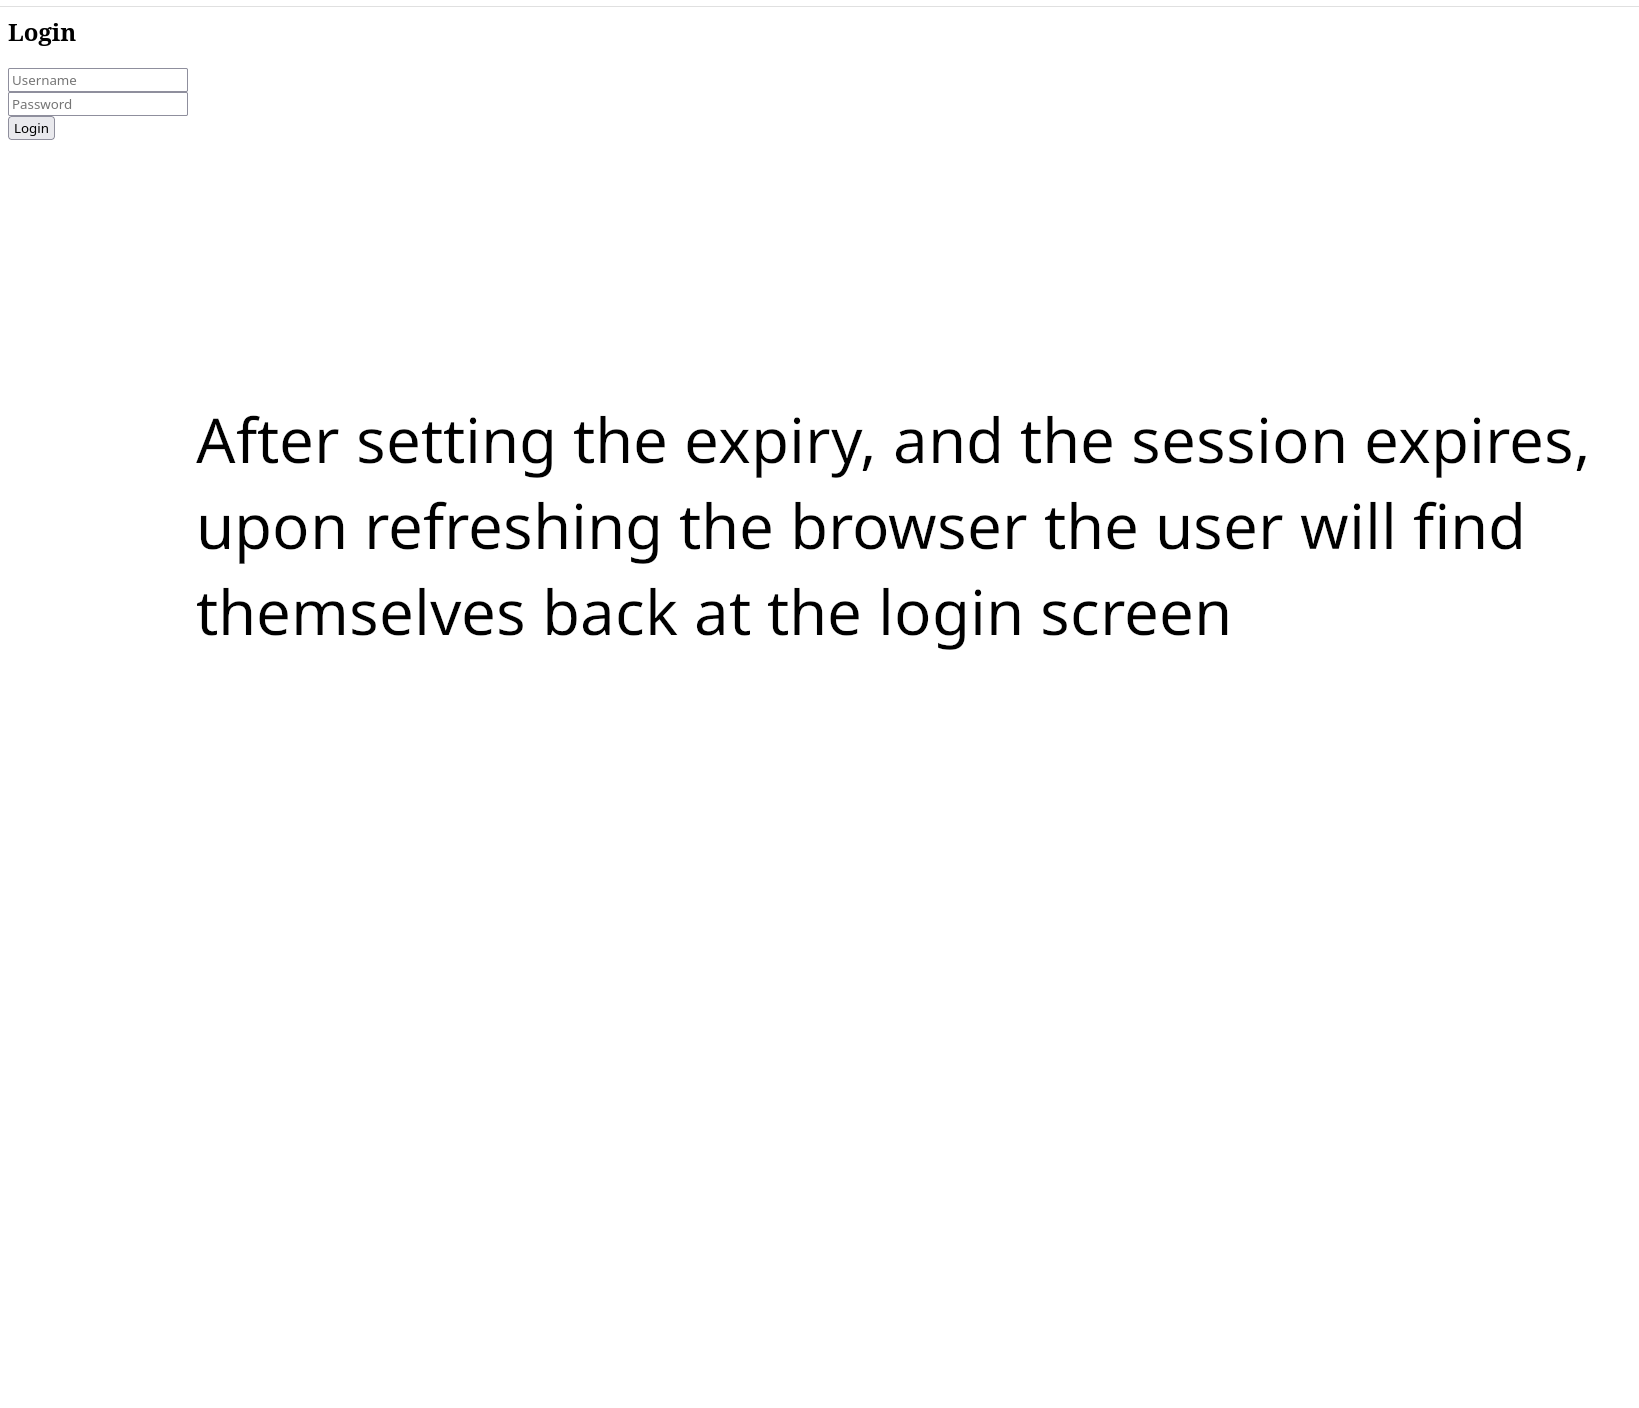 Login
Username
Password
Login
After setting the expiry, and the session expires,
upon refreshing the browser the user will find
themselves back at the login screen